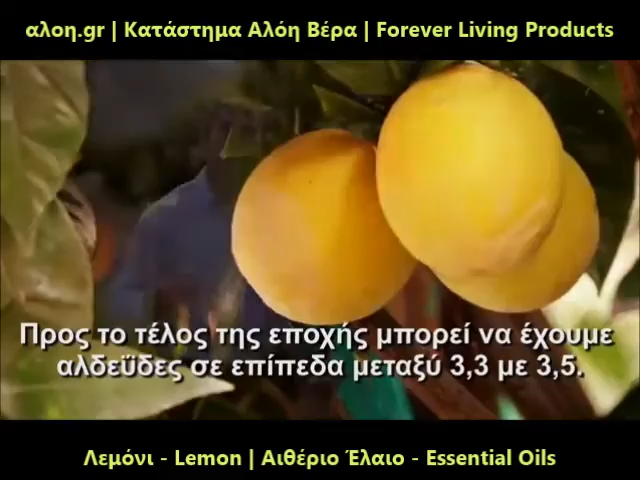 αλοη.gr | Κατάστημα Αλόη Βέρα | Forever Living Products
Προς το τέλος της εποχής μπορεί να έχουμε
αλδεΰδες σε επίπεδα μεταξύ 3,3 με 3,5.
Λεμόνι - Lemon | Αιθέριο Έλαιο - Essential Oils